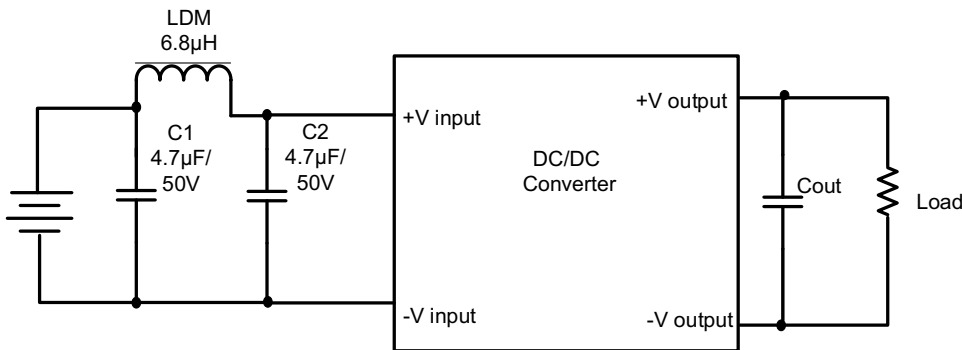 LDM
6.8µH
C1
4.7µF/
50V
C2
4.7µF/
50V
+V input
-V input
DC/DC
Converter
+V output
-V output
Cout
Load